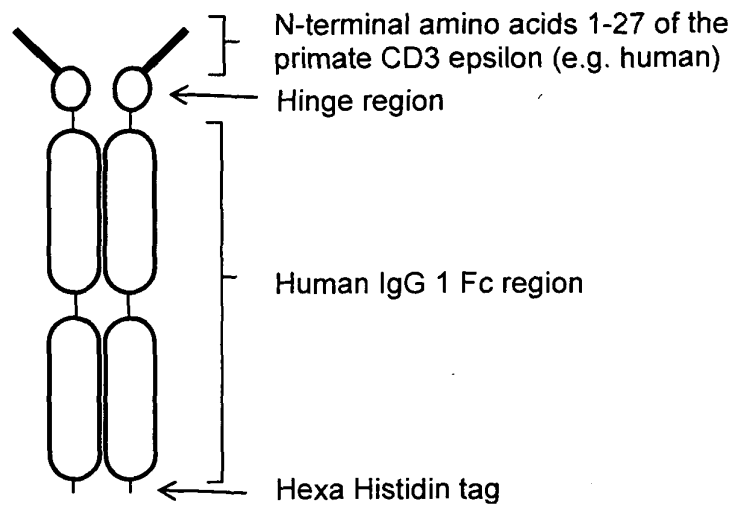 N-terminal amino acids 1-27 of the
primate CD3 epsilon (e.g. human)
Hinge region
Human IgG 1 Fc region
Hexa Histidin tag